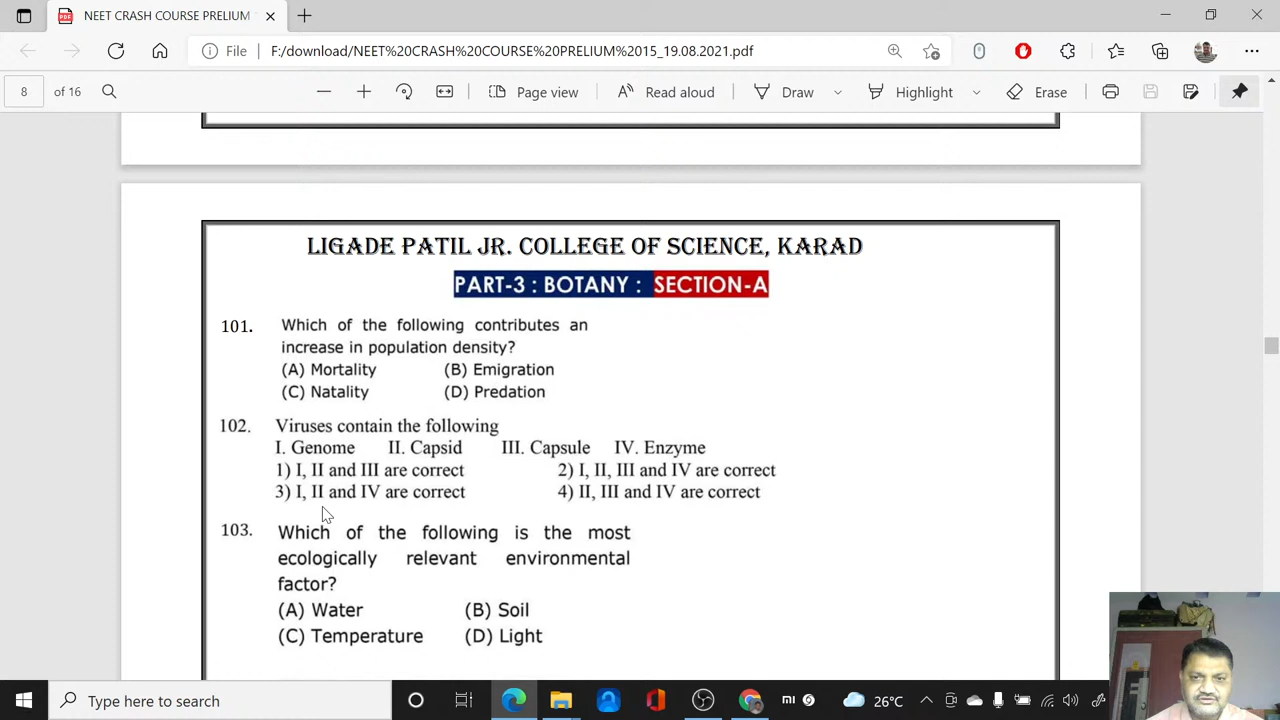 NEET CRASH COURSE PRELIUM
File F:/download/NEET%20CRASH%20COURSE%20PRELIUM%2015_19.08.2021.pdf
8 of 16 Page view Read aloud Draw Highlight Erase
LIGADE PATIL JR. COLLEGE OF SCIENCE, KARAD
PART-3 : BOTANY : SECTION-A
101. Which of the following contributes an
increase in population density?
(A) Mortality (B) Emigration
(C) Natality (D) Predation
102. Viruses contain the following
I. Genome II. Capsid III. Capsule IV. Enzyme
1) I, II and III are correct 2) I, II, III and IV are correct
3) I, II and IV are correct 4) II, III and IV are correct
103. Which of the following is the most
ecologically relevant environmental
factor?
(A) Water (B) Soil
(C) Temperature (D) Light
Type here to search mi 26°C